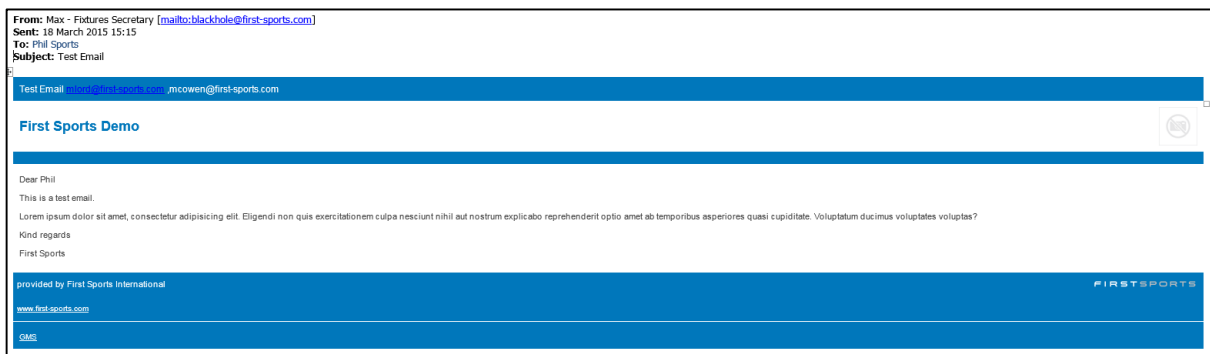 From: Max - Fixtures Secretary [mailto:blackhole@first-sports.com]
Sent: 18 March 2015 15:15
To: Phil Sports
Subject: Test Email
Test Email mlord@first-sports.com ,mcowen@first-sports.com
First Sports Demo
Dear Phil
This is a test email.
Lorem ipsum dolor sit amet, consectetur adipisicing elit. Eligendi non quis exercitationem culpa nesciunt nihil aut nostrum explicabo reprehenderit optio amet ab temporibus asperiores quasi cupiditate. Voluptatum ducimus voluptates voluptas?
Kind regards
First Sports
provided by First Sports International
FIRSTSPORTS
www.first-sports.com
GMS